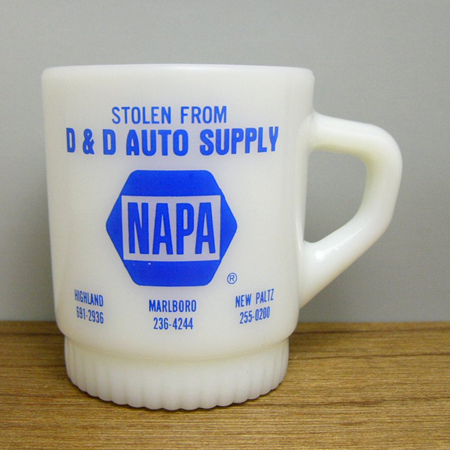 STOLEN FROM
D & D AUTO SUPPLY
NAPA
®
HIGHLAND
691-2936
MARLBORO
236-4244
NEW PALTZ
255-0200